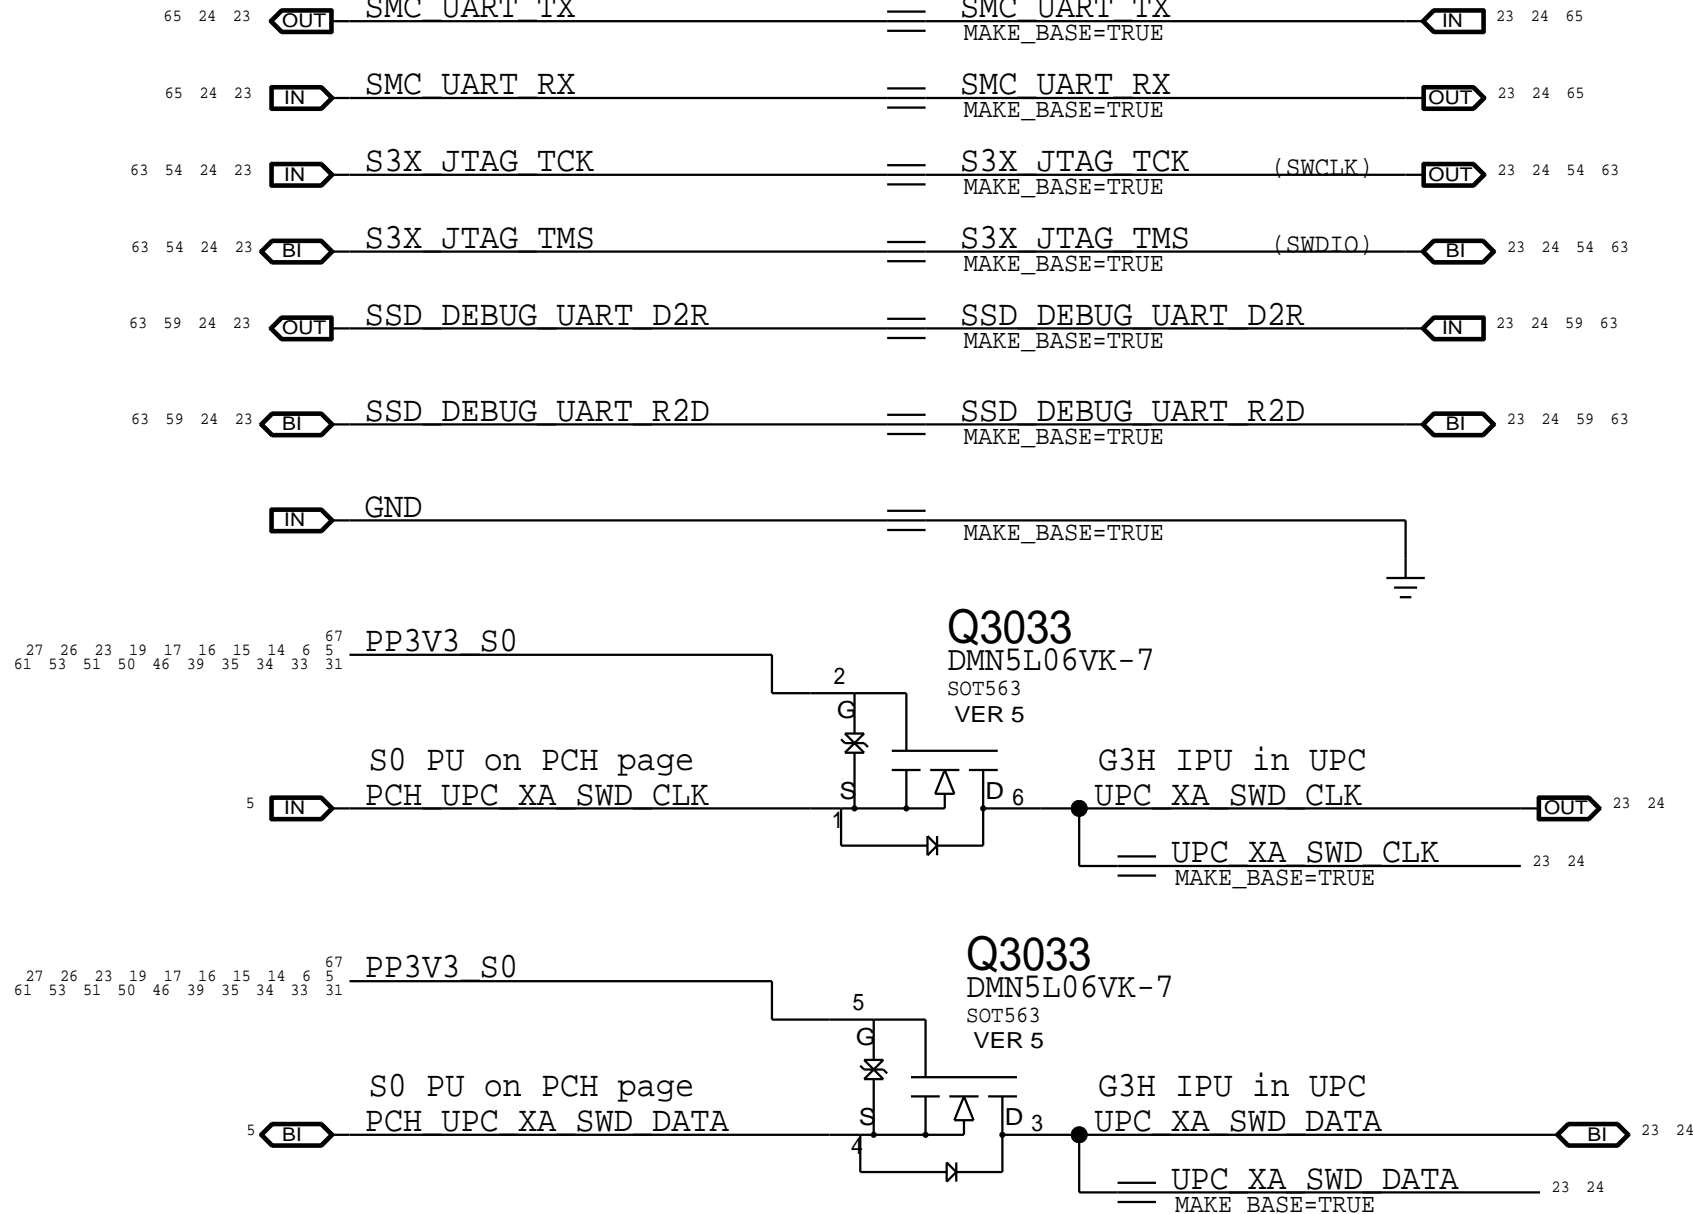 65 24 23 OUT SMC_UART_TX SMC_UART_TX IN 23 24 65
MAKE_BASE=TRUE
65 24 23 IN SMC_UART_RX SMC_UART_RX OUT 23 24 65
MAKE_BASE=TRUE
63 54 24 23 IN S3X_JTAG_TCK S3X_JTAG_TCK (SWCLK) OUT 23 24 54 63
MAKE_BASE=TRUE
63 54 24 23 BI S3X_JTAG_TMS S3X_JTAG_TMS (SWDIO) BI 23 24 54 63
MAKE_BASE=TRUE
63 59 24 23 OUT SSD_DEBUG_UART_D2R SSD_DEBUG_UART_D2R IN 23 24 59 63
MAKE_BASE=TRUE
63 59 24 23 BI SSD_DEBUG_UART_R2D SSD_DEBUG_UART_R2D BI 23 24 59 63
MAKE_BASE=TRUE
IN GND
MAKE_BASE=TRUE
Q3033
DMN5L06VK-7
SOT563
VER 5
67
27 26 23 19 17 16 15 14 6 5 PP3V3_S0
61 53 51 50 46 39 35 34 33 31
2
G
S0 PU on PCH page G3H IPU in UPC
5 IN PCH_UPC_XA_SWD_CLK S D 6 UPC_XA_SWD_CLK OUT 23 24
1
UPC_XA_SWD_CLK 23 24
MAKE_BASE=TRUE
Q3033
DMN5L06VK-7
SOT563
VER 5
67
27 26 23 19 17 16 15 14 6 5 PP3V3_S0
61 53 51 50 46 39 35 34 33 31
5
G
S0 PU on PCH page G3H IPU in UPC
5 BI PCH_UPC_XA_SWD_DATA S D 3 UPC_XA_SWD_DATA BI 23 24
4
UPC_XA_SWD_DATA 23 24
MAKE_BASE=TRUE